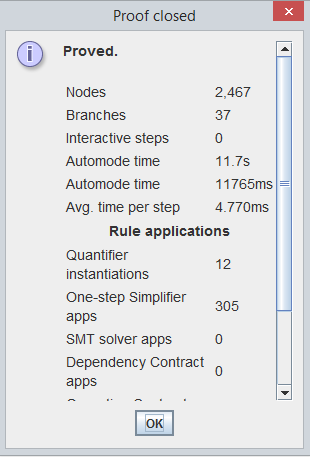 Proof closed
Proved.
Nodes 2,467
Branches 37
Interactive steps 0
Automode time 11.7s
Automode time 11765ms
Avg. time per step 4.770ms
Rule applications
Quantifier
instantiations 12
One-step Simplifier
apps 305
SMT solver apps 0
Dependency Contract
apps 0
OK